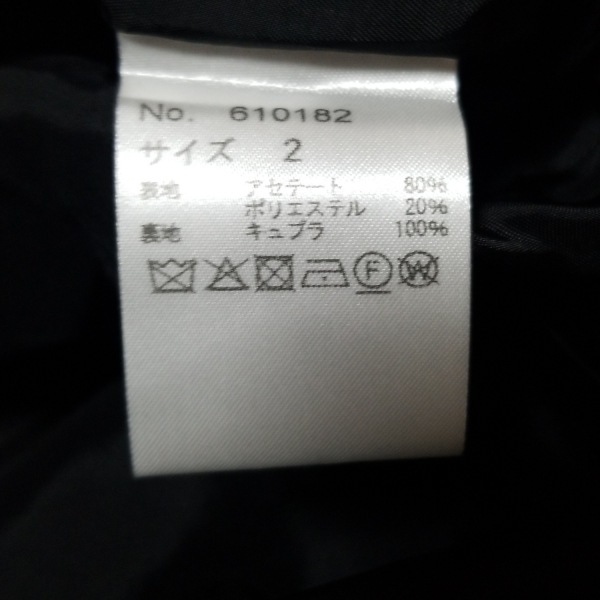 No. 610182
サイズ 2
表地 アセテート 80%
ポリエステル 20%
裏地 キュプラ 100%
F W